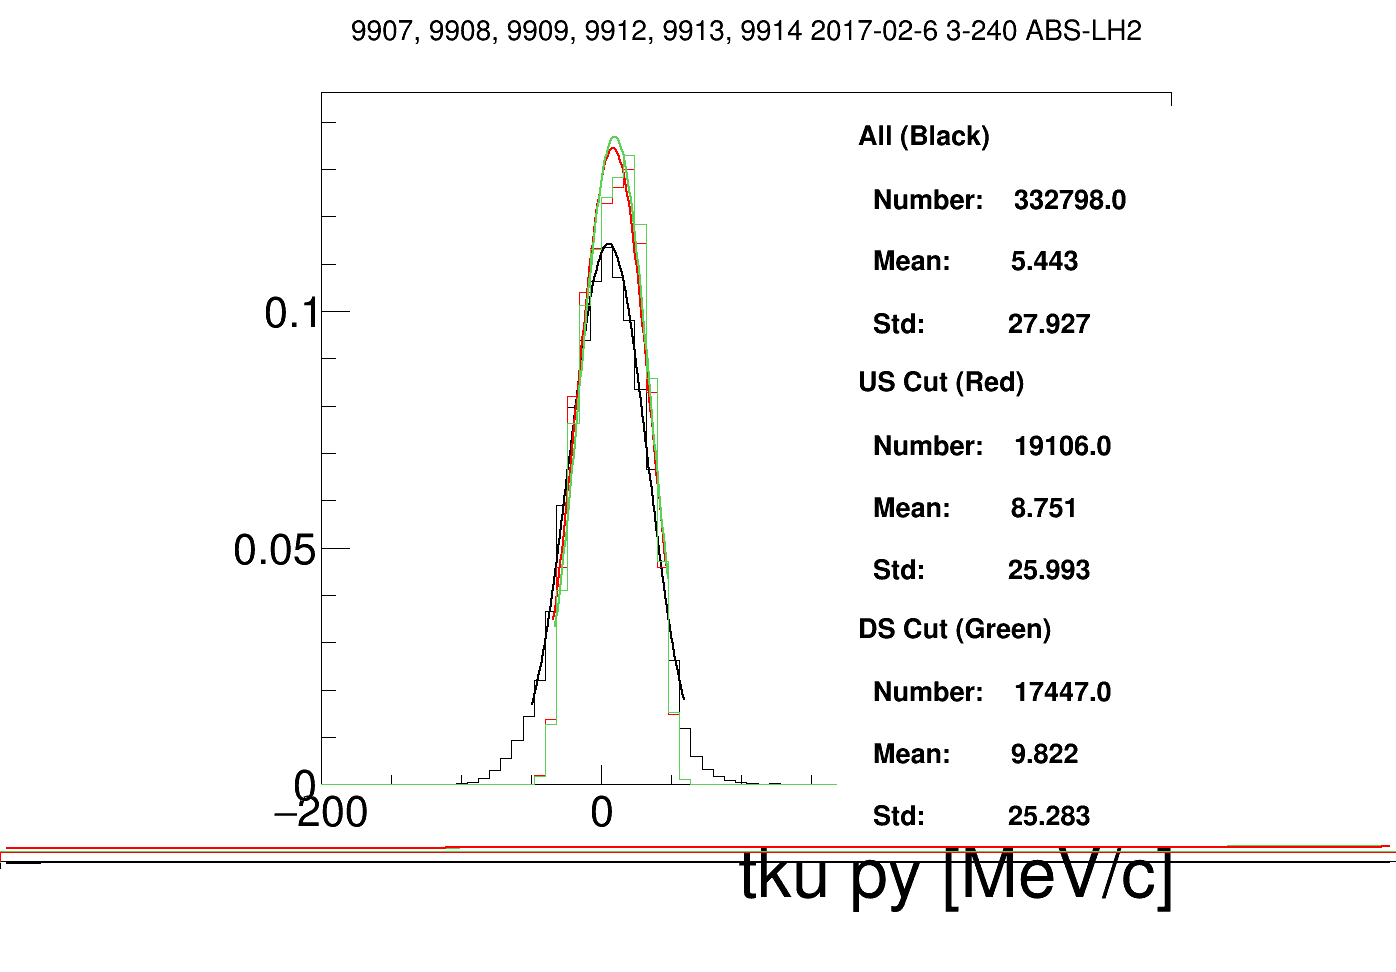 9907, 9908, 9909, 9912, 9913, 9914 2017-02-6 3-240 ABS-LH2
All (Black)
Number: 332798.0
Mean: 5.443
Std: 27.927
US Cut (Red)
Number: 19106.0
Mean: 8.751
Std: 25.993
DS Cut (Green)
Number: 17447.0
Mean: 9.822
Std: 25.283
0.1
0.05
0
−200 0
tku py [MeV/c]